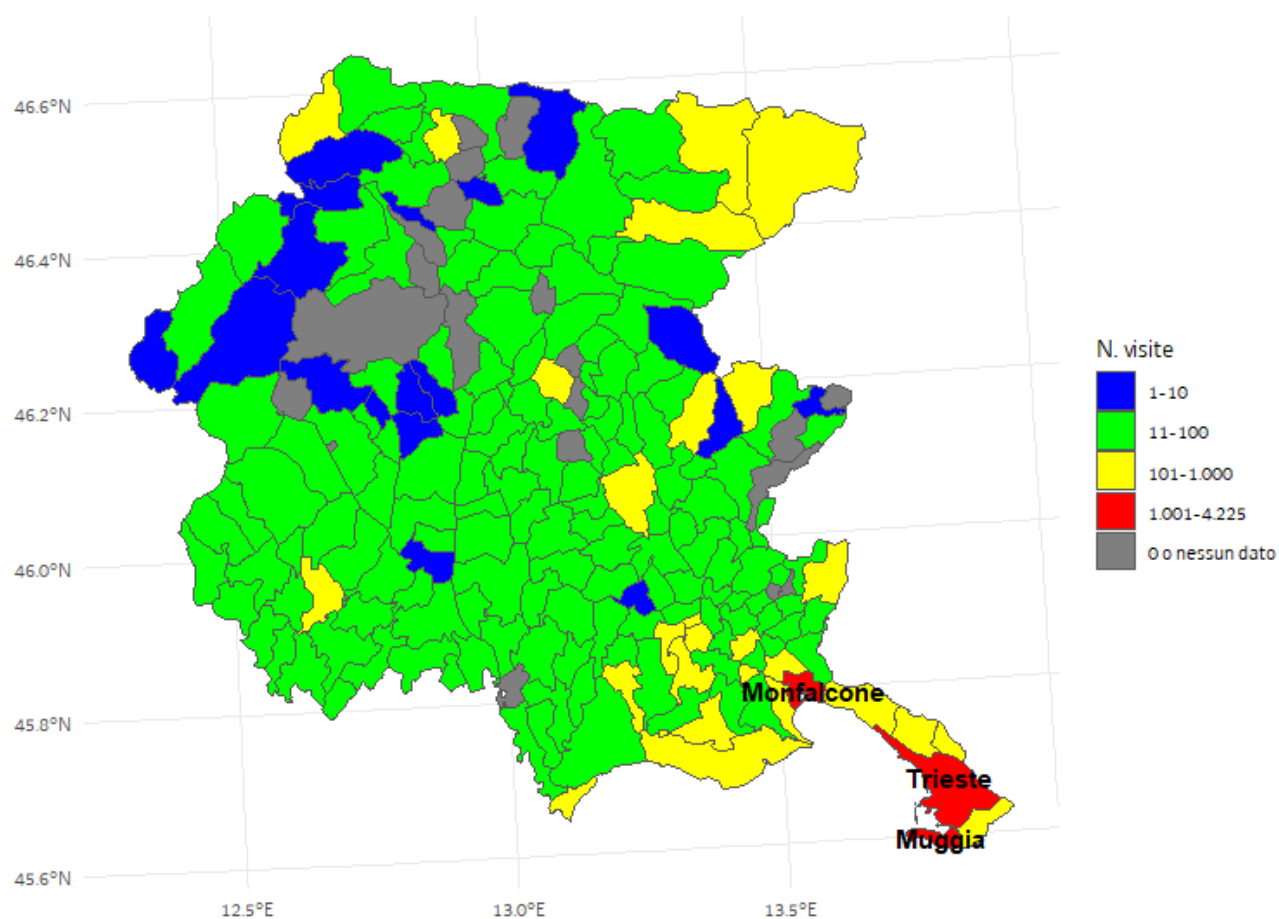 46.6°N
46.4°N
46.2°N
46.0°N
45.8°N
45.6°N
12.5°E
13.0°E
13.5°E
Monfalcone
Trieste
Muggia
N. visite
1-10
11-100
101-1.000
1.001-4.225
0 o nessun dato